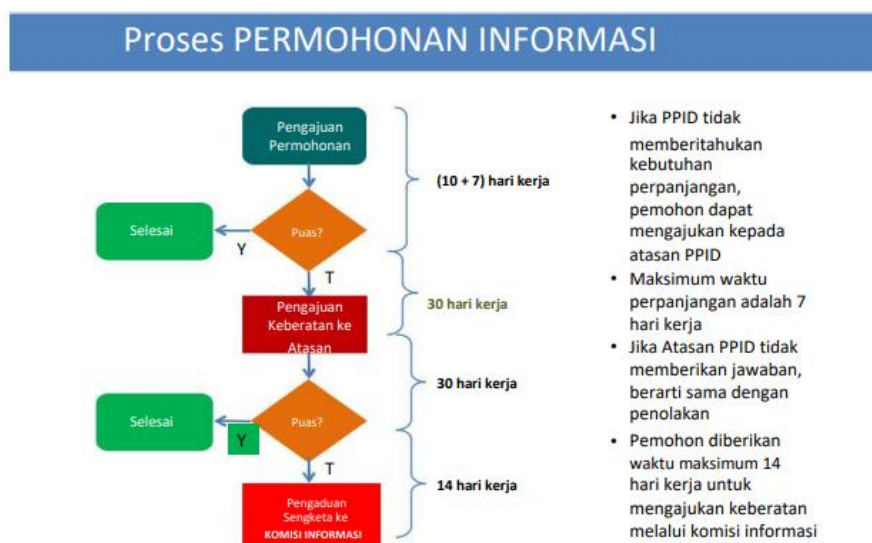 Proses PERMOHONAN INFORMASI
Pengajuan
Permohonan
(10 + 7) hari kerja
Puas?
Selesai
Y
T
30 hari kerja
Pengajuan
Keberatan ke
Atasan
30 hari kerja
Puas?
Selesai
Y
T
14 hari kerja
Pengaduan
Sengketa ke
KOMISI INFORMASI
• Jika PPID tidak
memberitahukan
kebutuhan
perpanjangan,
pemohon dapat
mengajukan kepada
atasan PPID
• Maksimum waktu
perpanjangan adalah 7
hari kerja
• Jika Atasan PPID tidak
memberikan jawaban,
berarti sama dengan
penolakan
• Pemohon diberikan
waktu maksimum 14
hari kerja untuk
mengajukan keberatan
melalui komisi informasi